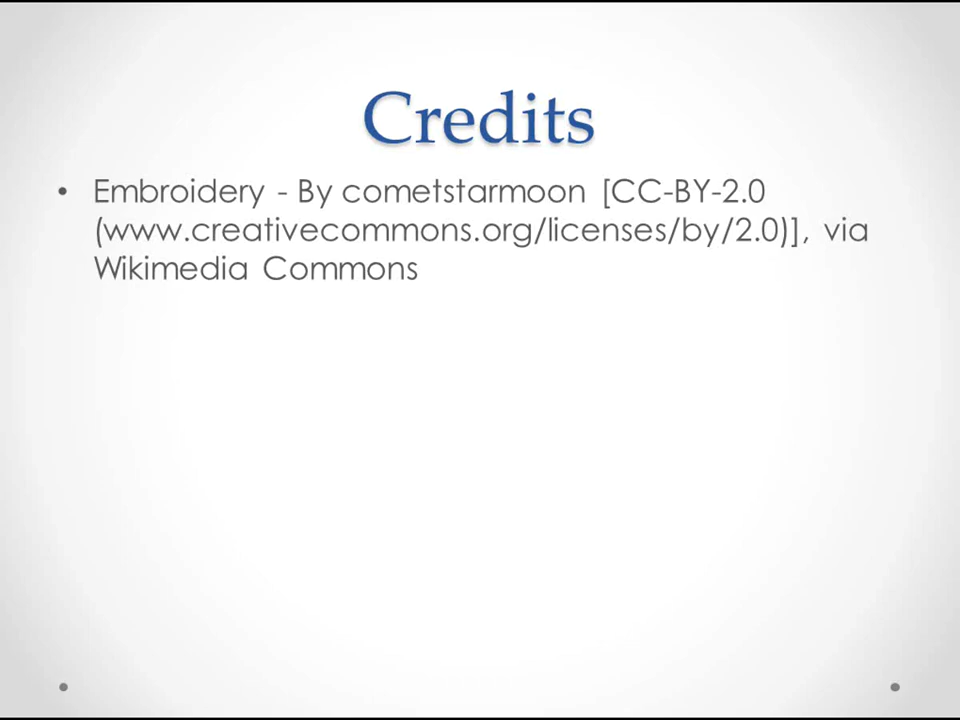 Credits
• Embroidery - By cometstarmoon [CC-BY-2.0
(www.creativecommons.org/licenses/by/2.0)], via
Wikimedia Commons